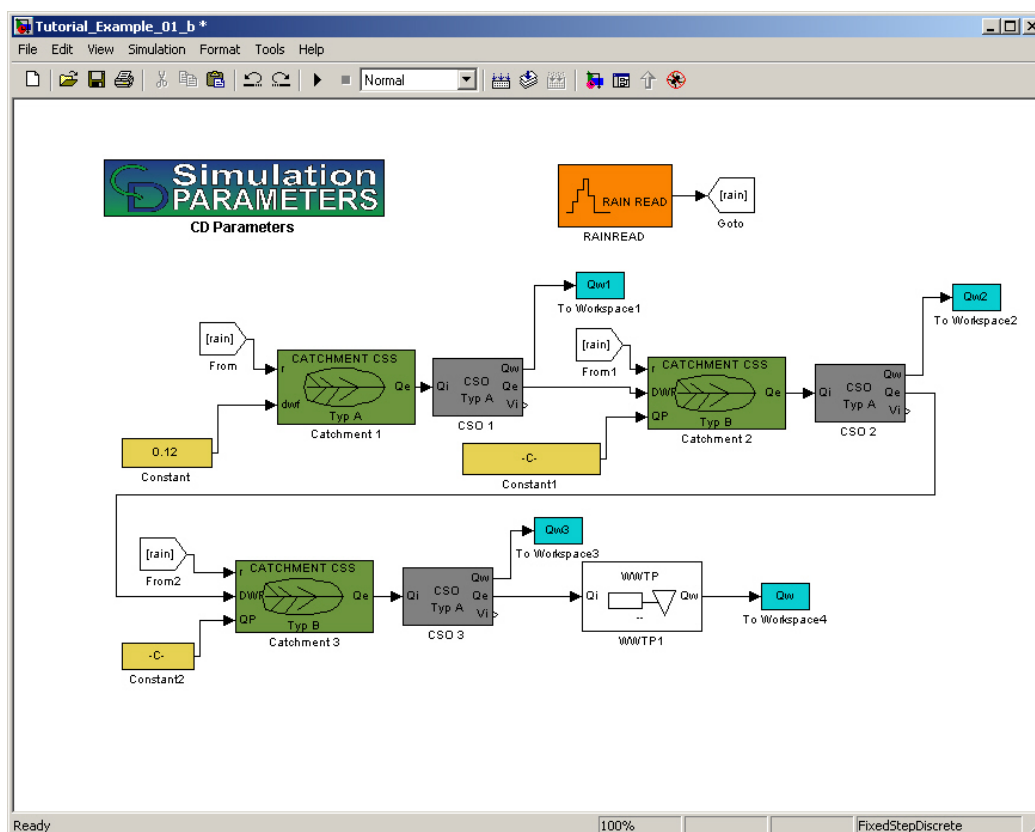 Tutorial_Example_01_b *
File Edit View Simulation Format Tools Help
Normal
Simulation
PARAMETERS
CD Parameters
RAIN READ
RAINREAD
[rain]
Goto
Qw1
To Workspace1
Qw2
To Workspace2
[rain]
From
CATCHMENT CSS
r
dwf
Qe
Typ A
Catchment 1
Qi
CSO
Typ A
Qw
Qe
Vi
CSO 1
[rain]
From1
CATCHMENT CSS
r
DWF
QP
Qe
Typ B
Catchment 2
Qi
CSO
Typ A
Qw
Qe
Vi
CSO 2
0.12
Constant
-C-
Constant1
[rain]
From2
CATCHMENT CSS
r
DWF
QP
Qe
Typ B
Catchment 3
Qi
CSO
Typ A
Qw
Qe
Vi
CSO 3
Qw3
To Workspace3
WWTP
Qi
Qw
--
WWTP1
Qw
To Workspace4
-C-
Constant2
Ready
100%
FixedStepDiscrete